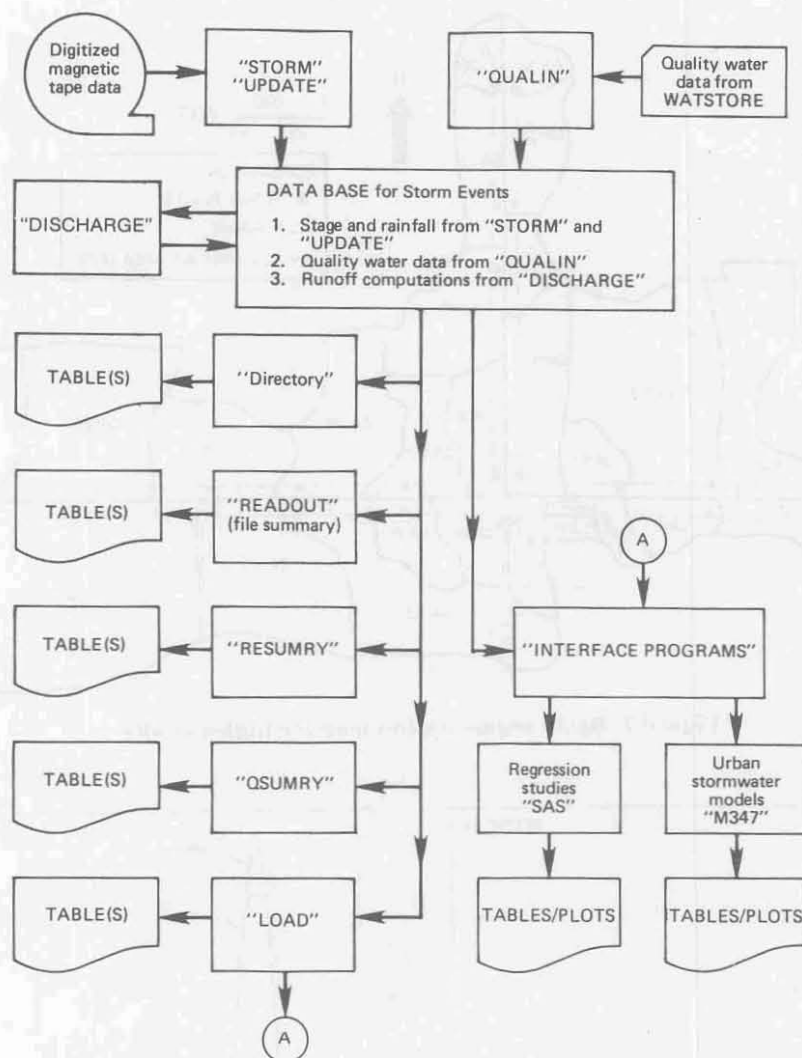 Digitized
magnetic
tape data
"STORM"
"UPDATE"
"QUALIN"
Quality water
data from
WATSTORE
"DISCHARGE"
DATA BASE for Storm Events
1. Stage and rainfall from "STORM" and
"UPDATE"
2. Quality water data from "QUALIN"
3. Runoff computations from "DISCHARGE"
TABLE(S)
"Directory"
TABLE(S)
"READOUT"
(file summary)
A
TABLE(S)
"RESUMRY"
"INTERFACE PROGRAMS"
TABLE(S)
"QSUMRY"
Regression
studies
"SAS"
Urban
stormwater
models
"M347"
TABLE(S)
"LOAD"
TABLES/PLOTS
TABLES/PLOTS
A